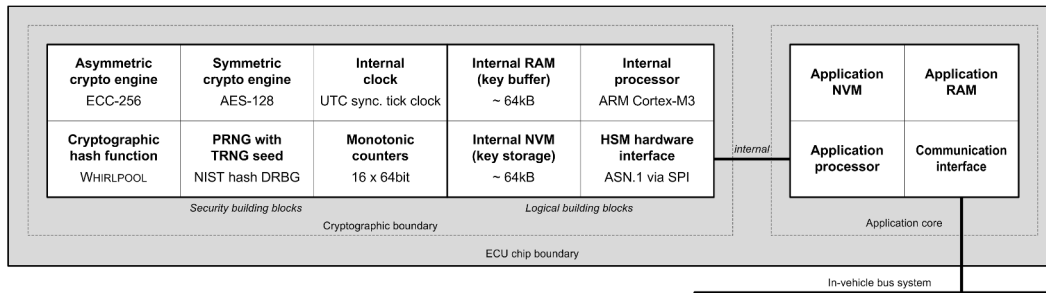 Asymmetric
crypto engine
ECC-256
Symmetric
crypto engine
AES-128
Internal
clock
UTC sync. tick clock
Internal RAM
(key buffer)
~ 64kB
Internal
processor
ARM Cortex-M3
Cryptographic
hash function
WHIRLPOOL
PRNG with
TRNG seed
NIST hash DRBG
Monotonic
counters
16 x 64bit
Internal NVM
(key storage)
~ 64kB
HSM hardware
interface
ASN.1 via SPI
Security building blocks
Logical building blocks
Cryptographic boundary
internal
Application
NVM
Application
RAM
Application
processor
Communication
interface
Application core
ECU chip boundary
In-vehicle bus system